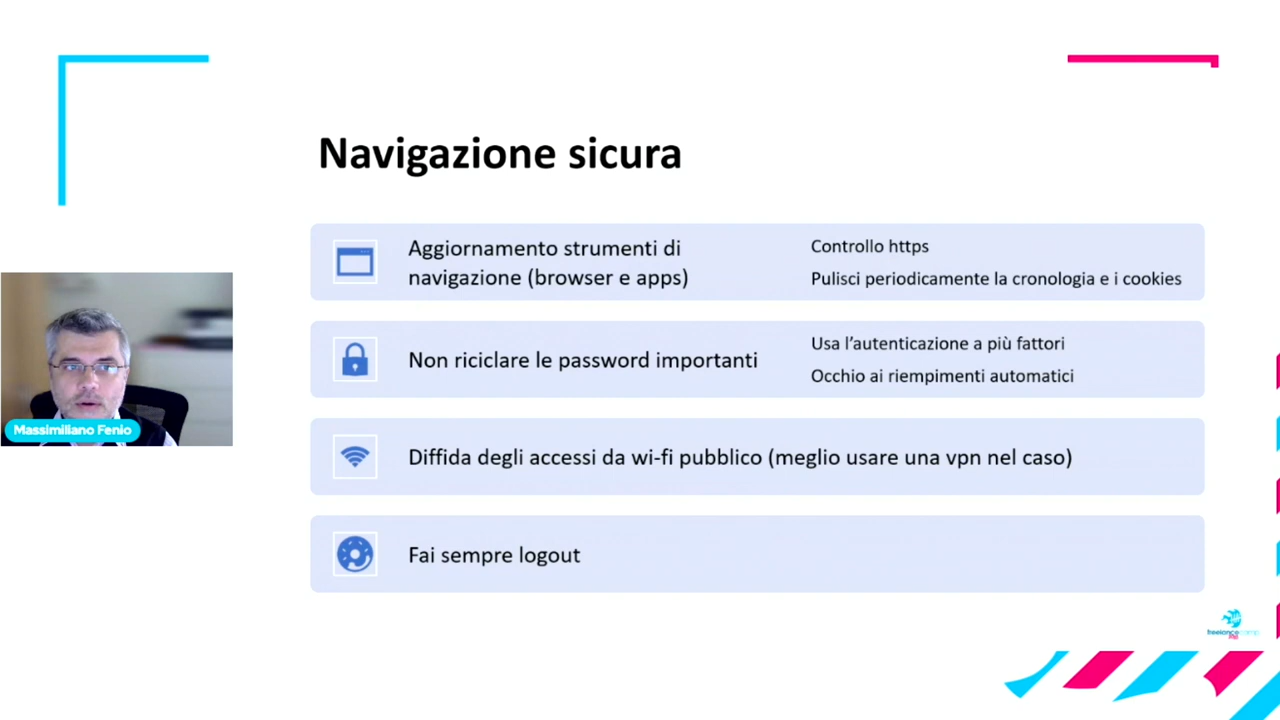 Navigazione sicura
Aggiornamento strumenti di
navigazione (browser e apps)
Controllo https
Pulisci periodicamente la cronologia e i cookies
Non riciclare le password importanti
Usa l’autenticazione a più fattori
Occhio ai riempimenti automatici
Massimiliano Fenio
Diffida degli accessi da wi-fi pubblico (meglio usare una vpn nel caso)
Fai sempre logout
freelancecamp